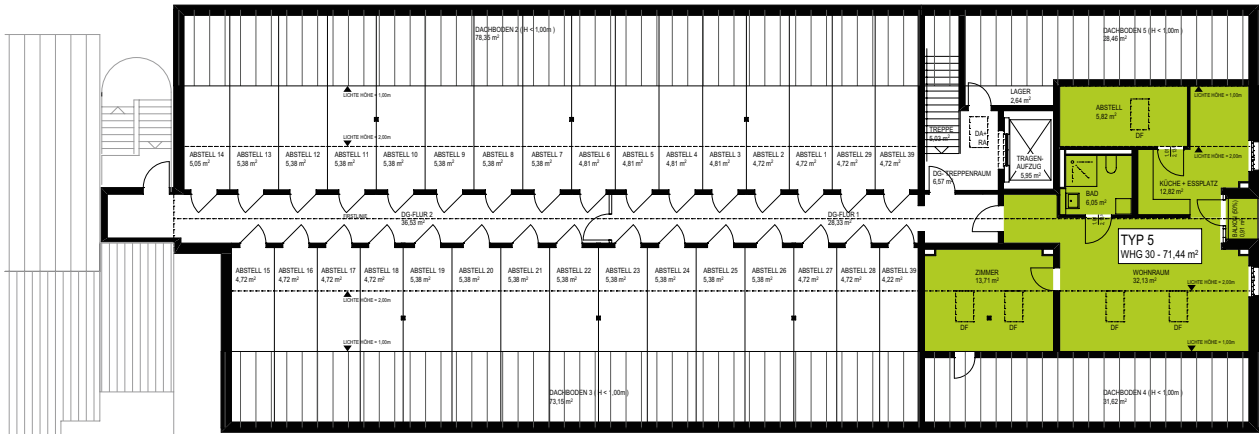 DACHBODEN 2 (H < 1,00m)
78,35 m²
DACHBODEN 5 (H < 1,00m)
28,46 m²
LICHTE HÖHE = 1,00m
LICHTE HÖHE = 2,00m
LAGER
2,64 m²
TREPPE
5,03 m²
DA+
RA
TRAGEN-
AUFZUG
5,95 m²
ABSTELL
5,82 m²
DF
LICHTE HÖHE = 1,00m
LICHTE HÖHE = 2,00m
ABSTELL 14
5,05 m²
ABSTELL 13
5,38 m²
ABSTELL 12
5,38 m²
ABSTELL 11
5,38 m²
ABSTELL 10
5,38 m²
ABSTELL 9
5,38 m²
ABSTELL 8
5,38 m²
ABSTELL 7
5,38 m²
ABSTELL 6
4,81 m²
ABSTELL 5
4,81 m²
ABSTELL 4
4,81 m²
ABSTELL 3
4,81 m²
ABSTELL 2
4,72 m²
ABSTELL 1
4,72 m²
ABSTELL 29
4,72 m²
ABSTELL 39
4,72 m²
DG-TREPPENRAUM
6,57 m²
BAD
6,05 m²
KÜCHE + ESSPLATZ
12,82 m²
BALKON (50%)
0,91 m²
FIRSTLINIE
DG-FLUR 2
36,53 m²
DG-FLUR 1
28,33 m²
TYP 5
WHG 30 - 71,44 m²
ABSTELL 15
4,72 m²
ABSTELL 16
4,72 m²
ABSTELL 17
4,72 m²
ABSTELL 18
4,72 m²
ABSTELL 19
5,38 m²
ABSTELL 20
5,38 m²
ABSTELL 21
5,38 m²
ABSTELL 22
5,38 m²
ABSTELL 23
5,38 m²
ABSTELL 24
5,38 m²
ABSTELL 25
5,38 m²
ABSTELL 26
5,38 m²
ABSTELL 27
4,72 m²
ABSTELL 28
4,72 m²
ABSTELL 39
4,22 m²
ZIMMER
13,71 m²
WOHNRAUM
32,13 m²
LICHTE HÖHE = 2,00m
LICHTE HÖHE = 2,00m
DF
DF
DF
DF
LICHTE HÖHE = 1,00m
LICHTE HÖHE = 1,00m
DACHBODEN 3 (H < 1,00m)
73,15 m²
DACHBODEN 4 (H < 1,00m)
31,62 m²